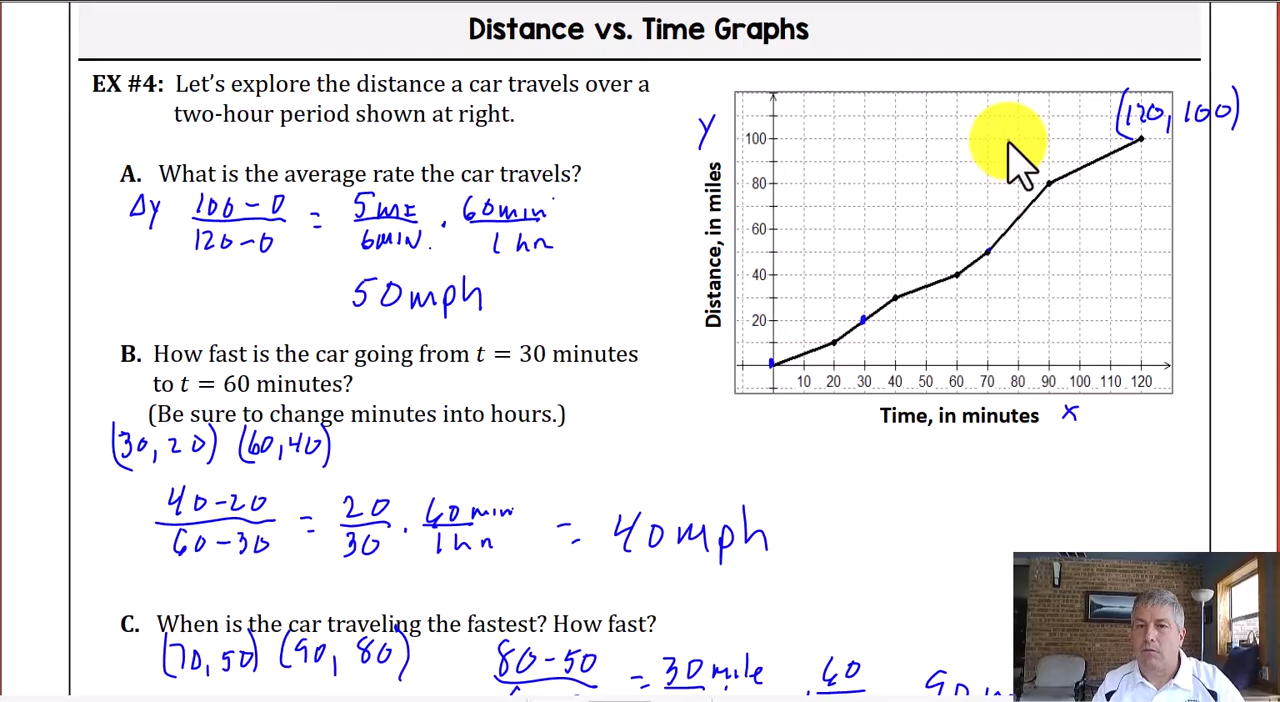 Distance vs. Time Graphs
EX #4: Let's explore the distance a car travels over a
two-hour period shown at right.
A. What is the average rate the car travels?
Δy 100-0 / 120-0 = 5 mi / 6 min . 60 min / 1 hr
50 mph
B. How fast is the car going from t = 30 minutes
to t = 60 minutes?
(Be sure to change minutes into hours.)
(30, 20) (60, 40)
40-20 / 60-30 = 20 / 30 . 60 min / 1 hr = 40 mph
C. When is the car traveling the fastest? How fast?
(70, 50) (90, 80) 80-50 = 30 mile . 60
y
(120, 100)
Distance, in miles
100
80
60
40
20
10 20 30 40 50 60 70 80 90 100 110 120
Time, in minutes x